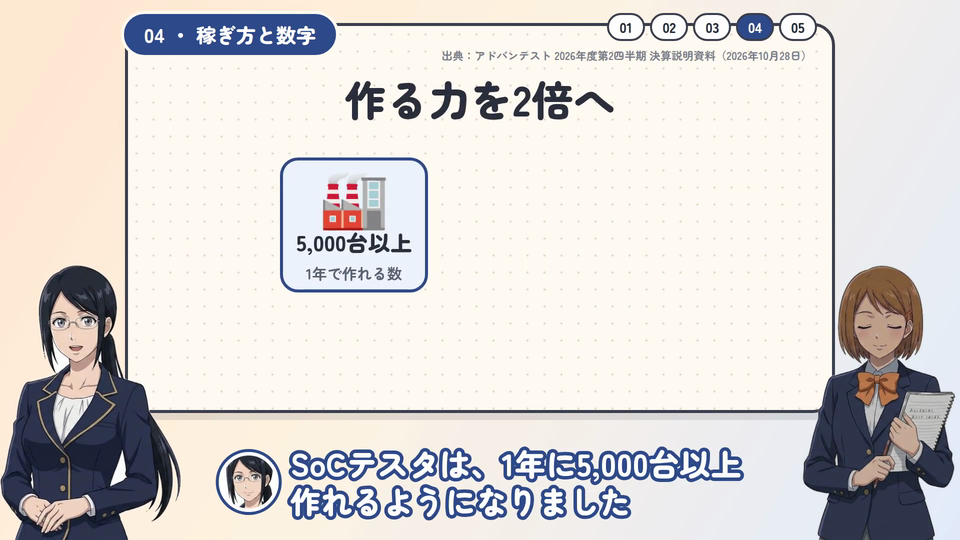 04 ・ 稼ぎ方と数字
01 02 03 04 05
出典：アドバンテスト 2026年度第2四半期 決算説明資料（2026年10月28日）
作る力を2倍へ
5,000台以上
1年で作れる数
SoCテスタは、1年に5,000台以上
作れるようになりました